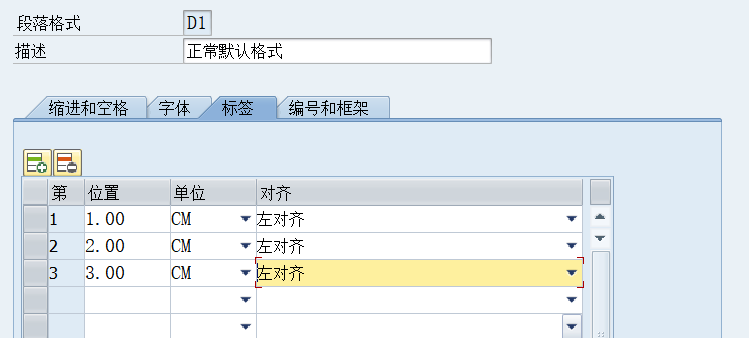 段落格式 D1
描述 正常默认格式
缩进和空格 字体 标签 编号和框架
第 位置 单位 对齐
1 1.00 CM 左对齐
2 2.00 CM 左对齐
3 3.00 CM 左对齐